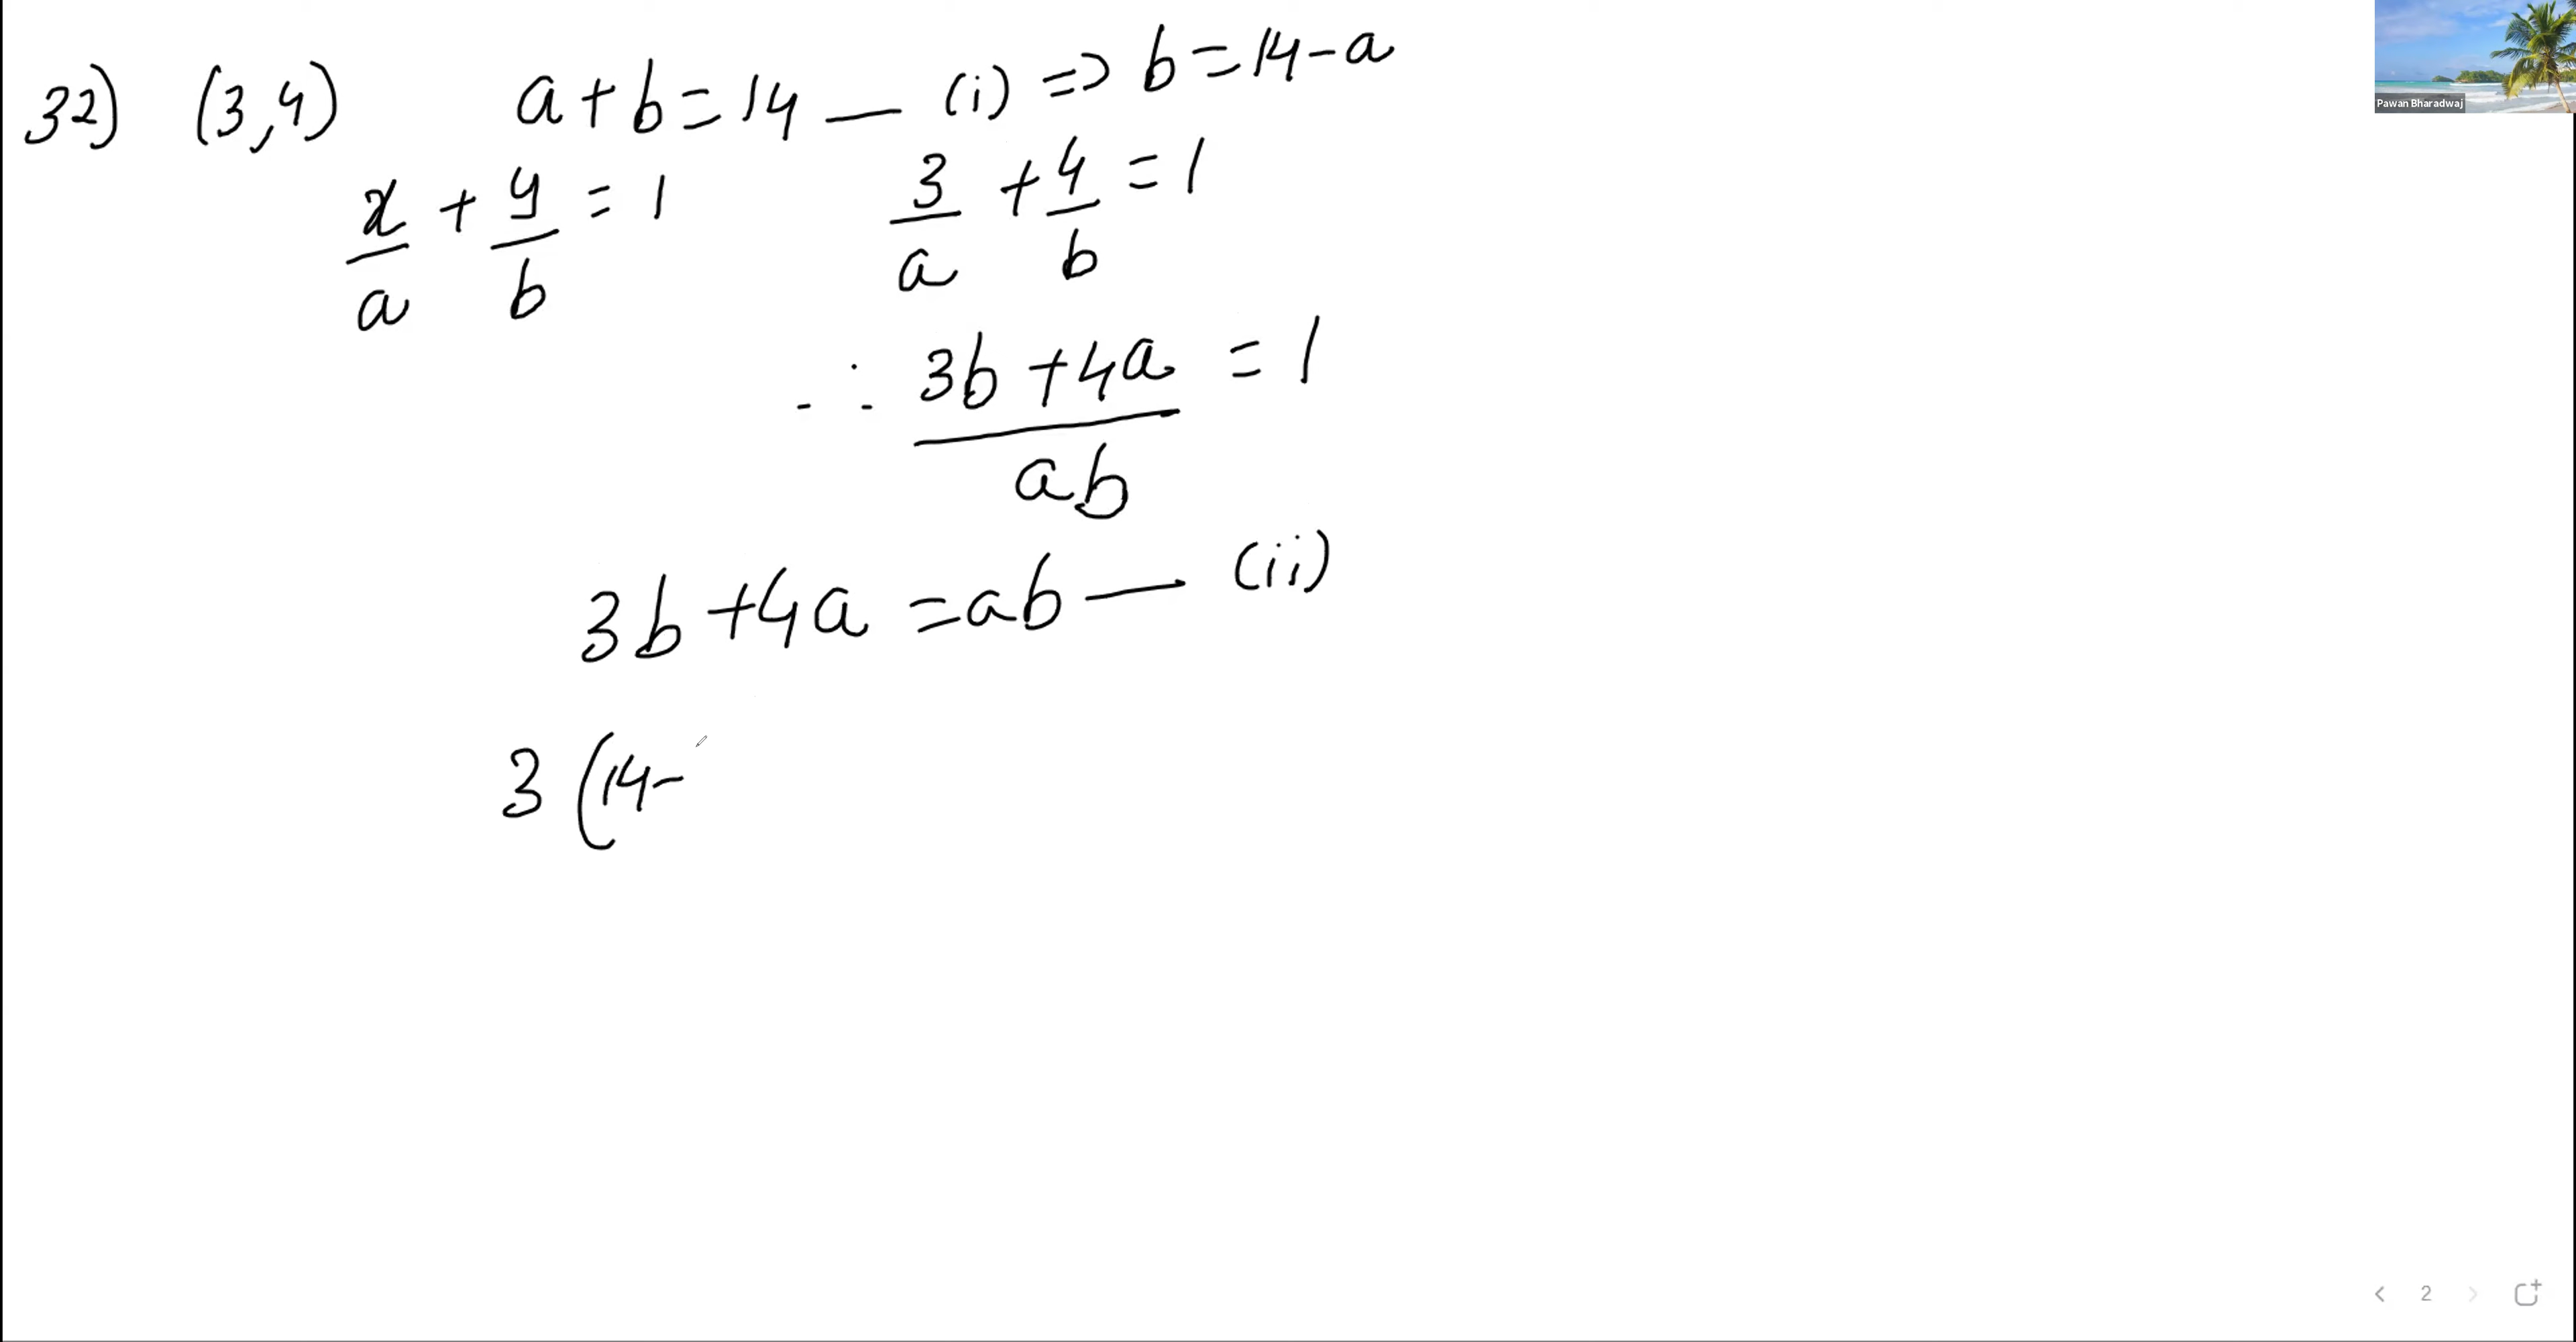 32) (3,4) a+b=14 — (i) => b=14-a
x/a + y/b = 1 3/a + 4/b = 1
∴ (3b+4a)/ab = 1
3b+4a=ab — (ii)
3(14-
Pawan Bharadwaj
2